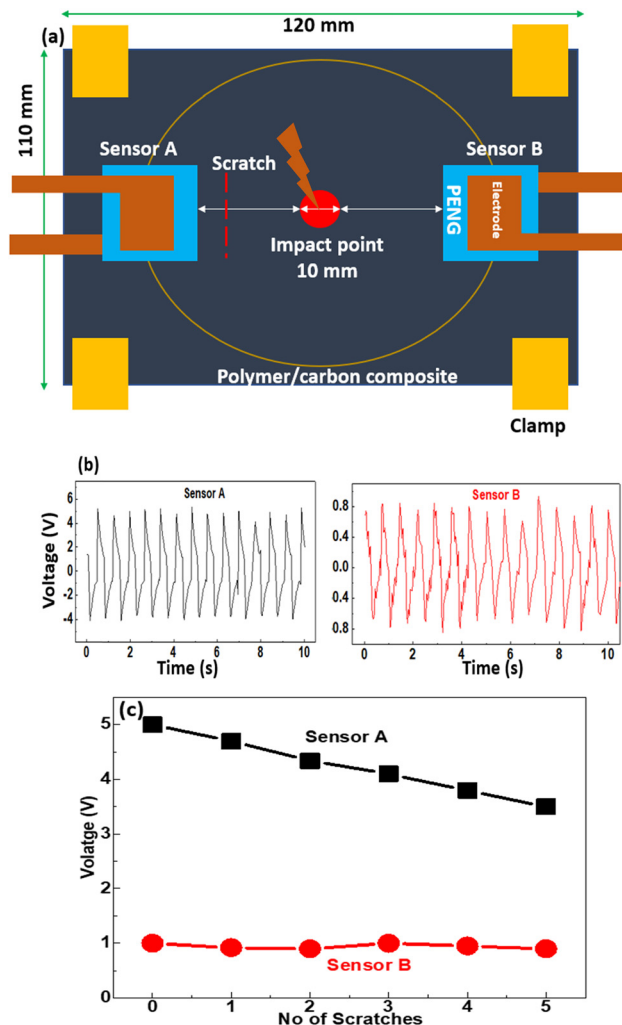 (a)
120 mm
110 mm
Sensor A
Sensor B
Scratch
PENG
Electrode
Impact point
10 mm
Polymer/carbon composite
Clamp
(b)
Sensor A
Voltage (V)
6
4
2
0
-2
-4
0 2 4 6 8 10
Time (s)
Sensor B
0.8
0.4
0.0
0.4
0.8
0 2 4 6 8 10
Time (s)
(c)
Sensor A
Volatge (V)
5
4
3
2
1
0
Sensor B
0 1 2 3 4 5
No of Scratches